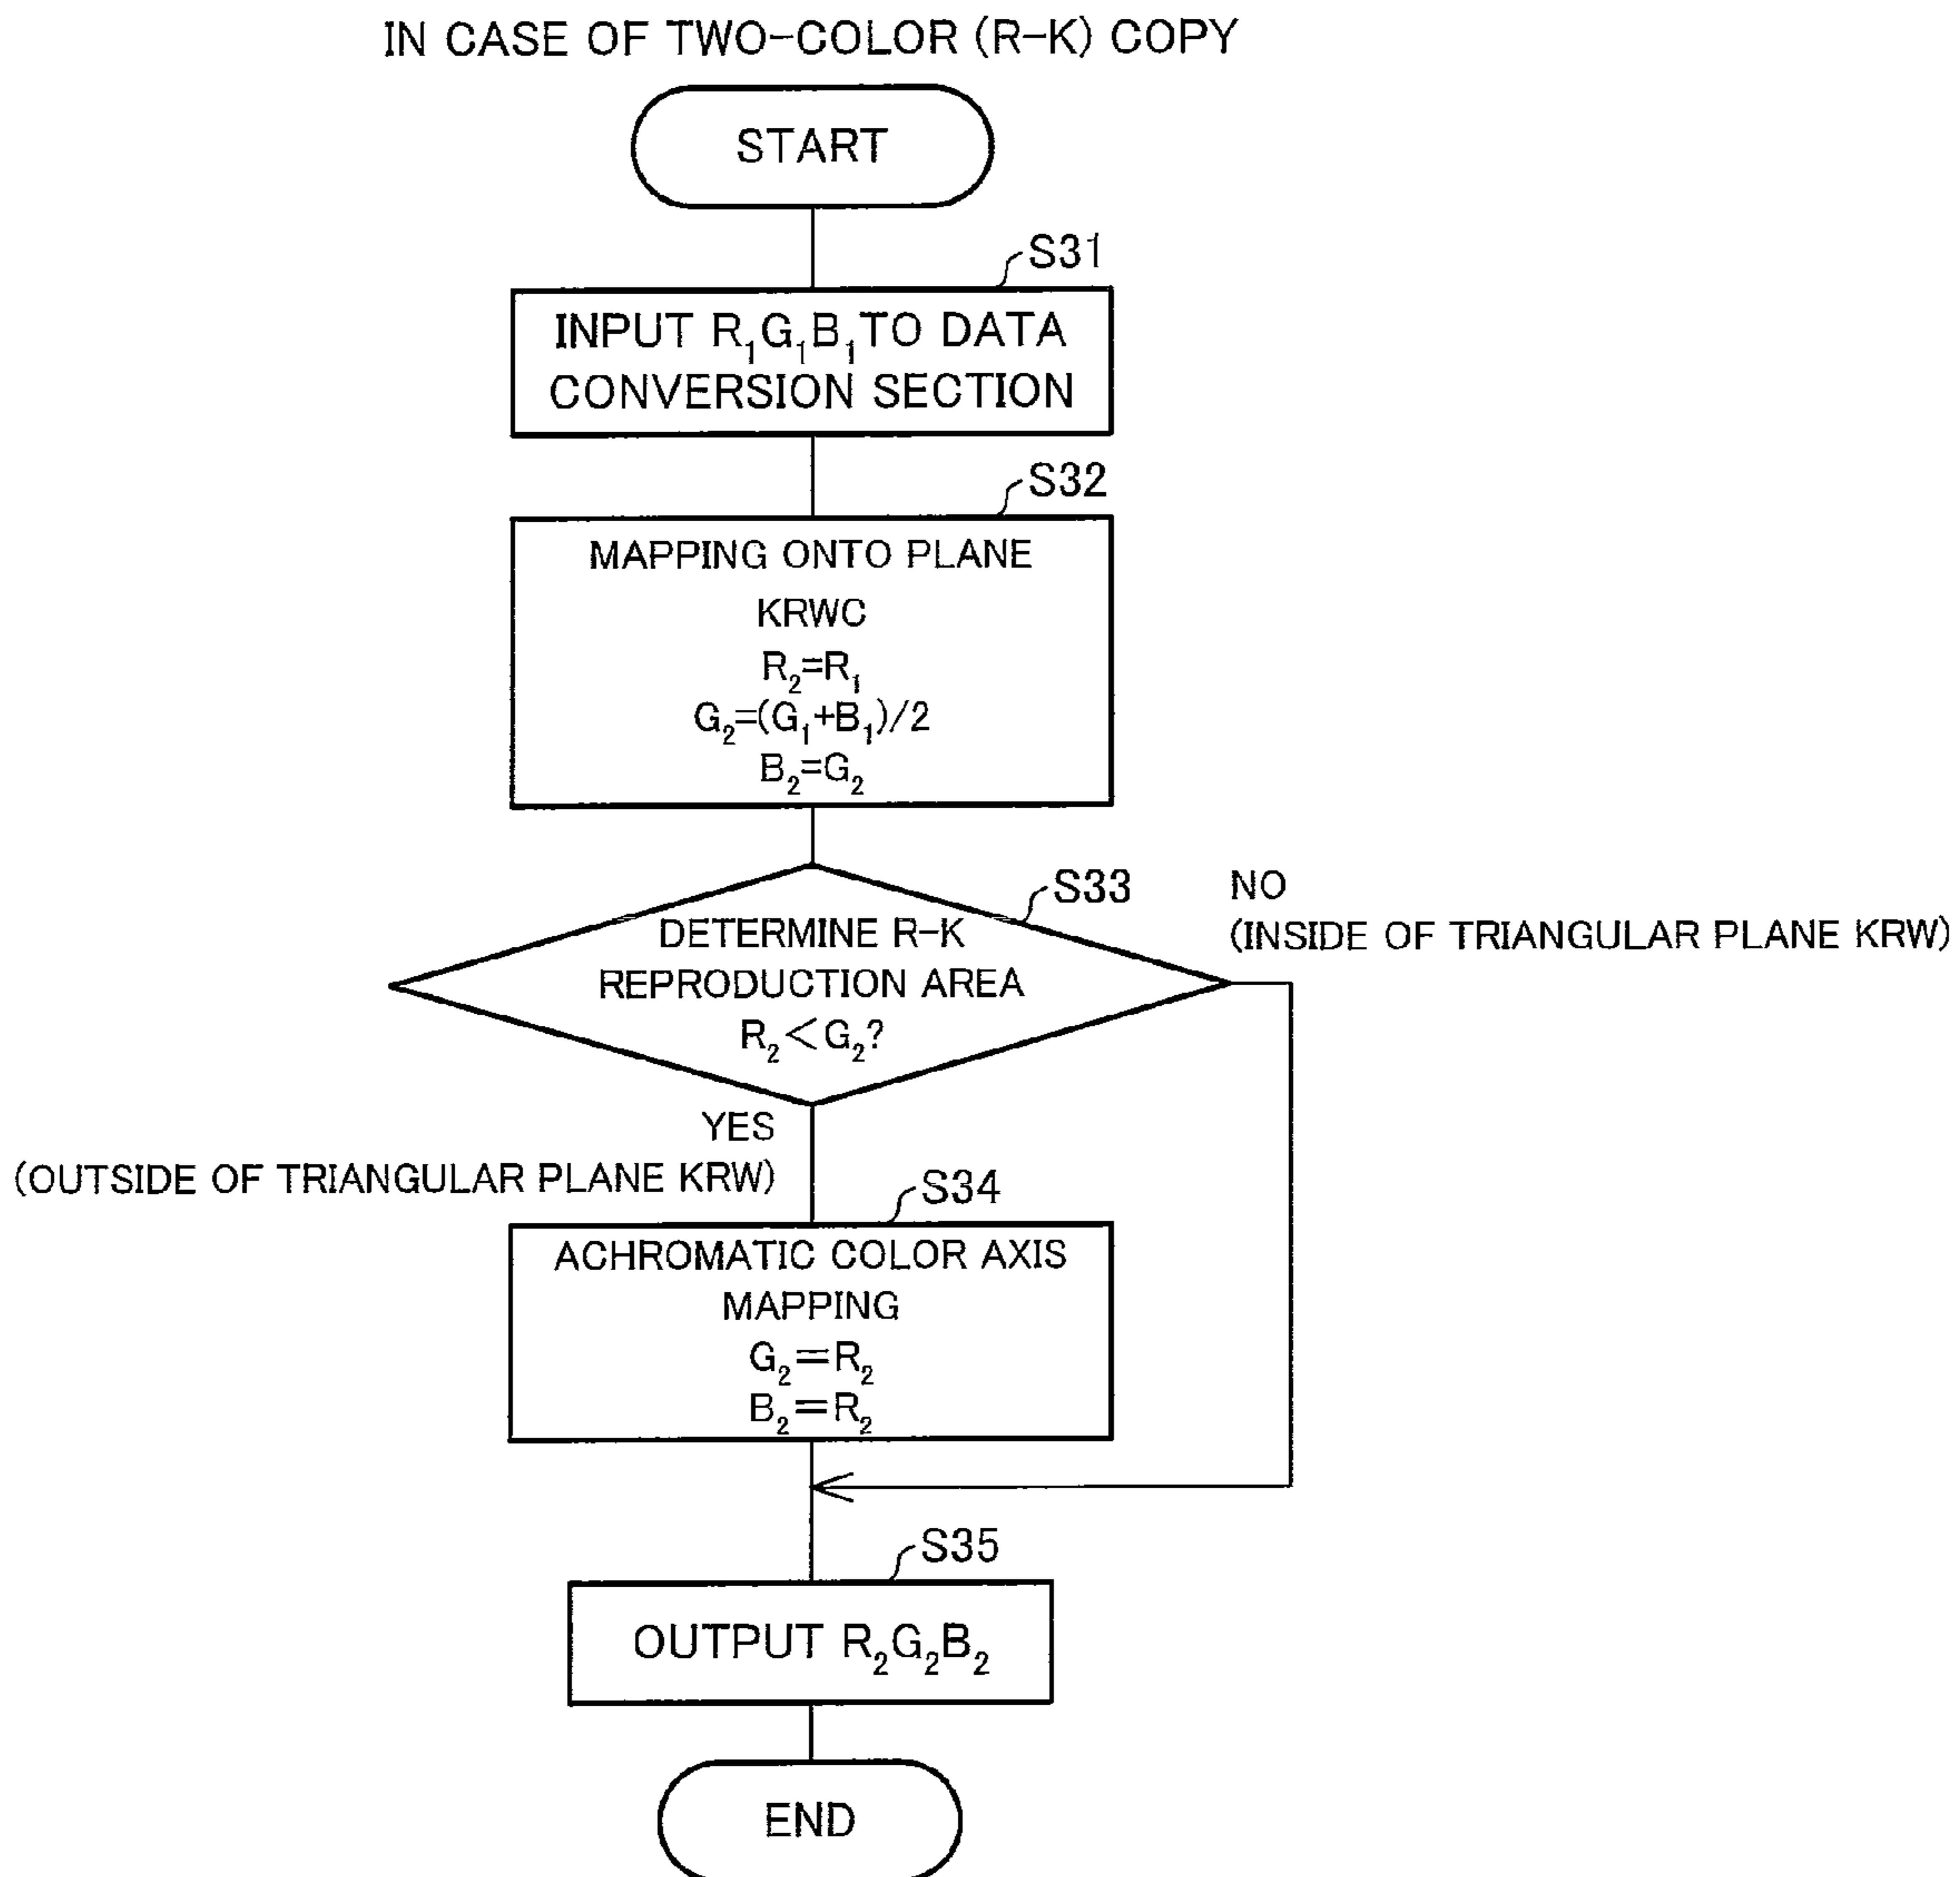 IN CASE OF TWO-COLOR (R-K) COPY
START
S31
INPUT R₁G₁B₁ TO DATA
CONVERSION SECTION
S32
MAPPING ONTO PLANE
KRWC
R₂=R₁
G₂=(G₁+B₁)/2
B₂=G₂
S33
DETERMINE R-K
REPRODUCTION AREA
R₂<G₂?
NO
(INSIDE OF TRIANGULAR PLANE KRW)
YES
(OUTSIDE OF TRIANGULAR PLANE KRW)
S34
ACHROMATIC COLOR AXIS
MAPPING
G₂=R₂
B₂=R₂
S35
OUTPUT R₂G₂B₂
END